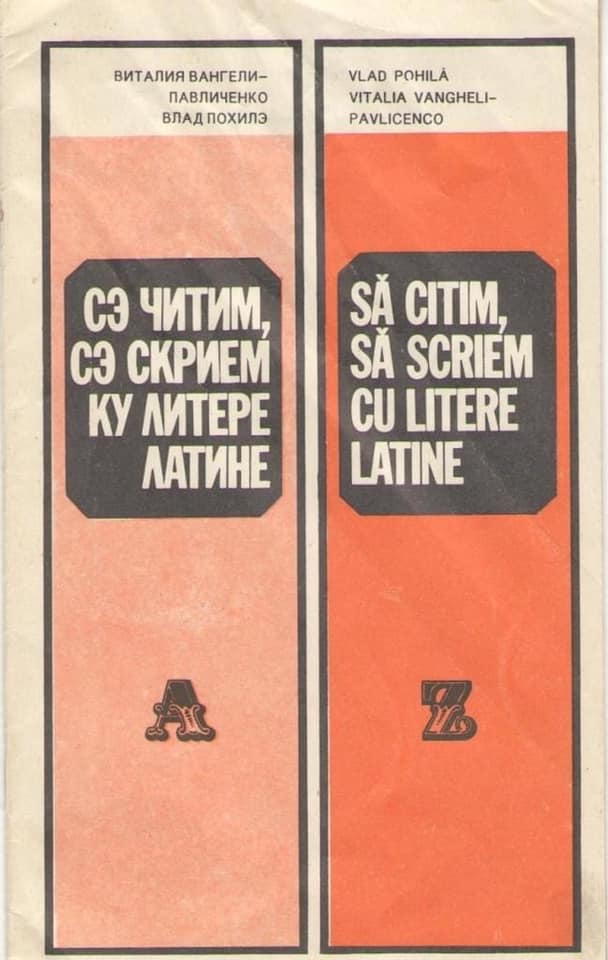 ВИТАЛИЯ ВАНГЕЛИ–
ПАВЛИЧЕНКО
ВЛАД ПОХИЛЭ
СЭ ЧИТИМ,
СЭ СКРИЕМ
КУ ЛИТЕРЕ
ЛАТИНЕ
A
VLAD POHILĂ
VITALIA VANGHELI–
PAVLICENCO
SĂ CITIM,
SĂ SCRIEM
CU LITERE
LATINE
Z